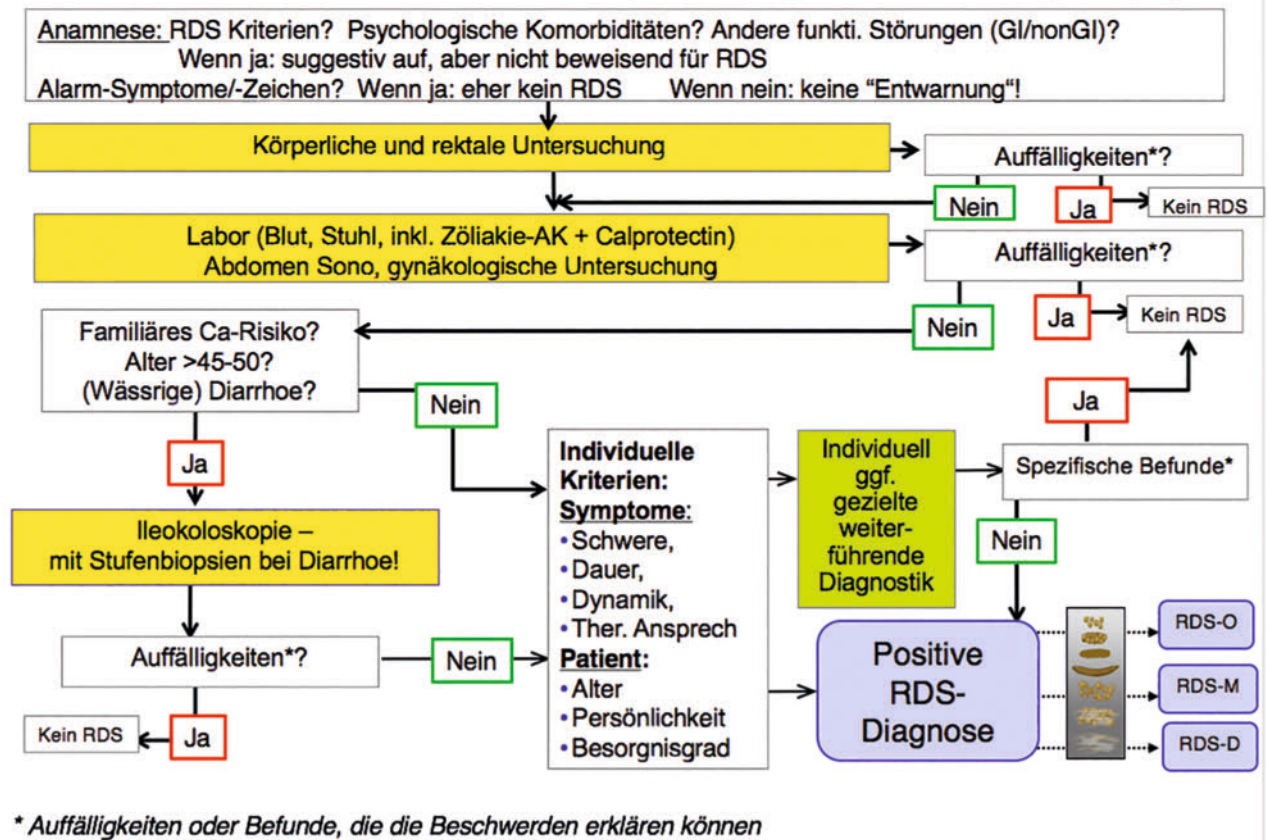 Anamnese: RDS Kriterien? Psychologische Komorbiditäten? Andere funkti. Störungen (GI/nonGI)?
Wenn ja: suggestiv auf, aber nicht beweisend für RDS
Alarm-Symptome/-Zeichen? Wenn ja: eher kein RDS Wenn nein: keine "Entwarnung"!
Körperliche und rektale Untersuchung
Auffälligkeiten*?
Nein
Ja
Kein RDS
Labor (Blut, Stuhl, inkl. Zöliakie-AK + Calprotectin)
Abdomen Sono, gynäkologische Untersuchung
Auffälligkeiten*?
Nein
Ja
Kein RDS
Familiäres Ca-Risiko?
Alter >45-50?
(Wässrige) Diarrhoe?
Nein
Ja
Ileokoloskopie –
mit Stufenbiopsien bei Diarrhoe!
Auffälligkeiten*?
Nein
Ja
Kein RDS
Individuelle
Kriterien:
Symptome:
• Schwere,
• Dauer,
• Dynamik,
• Ther. Ansprech
Patient:
• Alter
• Persönlichkeit
• Besorgnisgrad
Individuell
ggf.
gezielte
weiter-
führende
Diagnostik
Spezifische Befunde*
Ja
Nein
Positive
RDS-
Diagnose
RDS-O
RDS-M
RDS-D
* Auffälligkeiten oder Befunde, die die Beschwerden erklären können